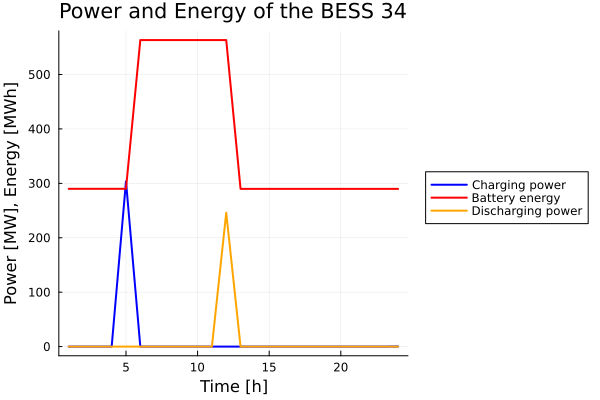 Power and Energy of the BESS 34
Power [MW], Energy [MWh]
500
400
300
200
100
0
5
10
15
20
Time [h]
Charging power
Battery energy
Discharging power